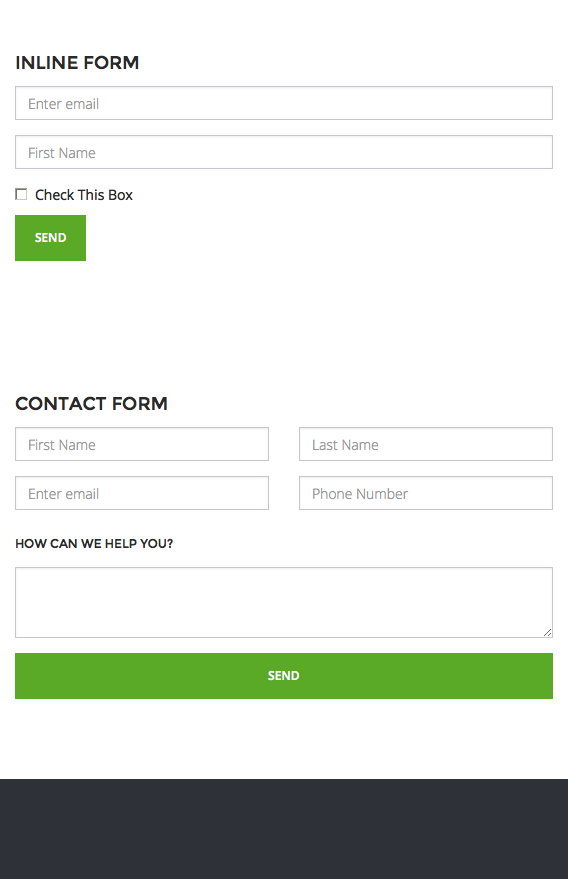 INLINE FORM
Enter email
First Name
Check This Box
SEND
CONTACT FORM
First Name
Last Name
Enter email
Phone Number
HOW CAN WE HELP YOU?
SEND